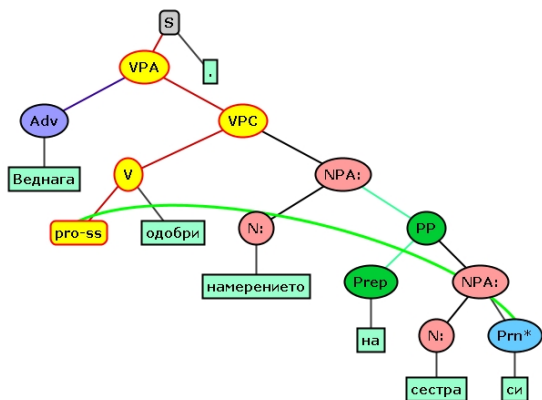 S
VPA
.
Adv
VPC
Веднага
V
NPA:
pro-ss
одобри
N:
PP
намерението
Prep
NPA:
на
N:
Prn*
сестра
си